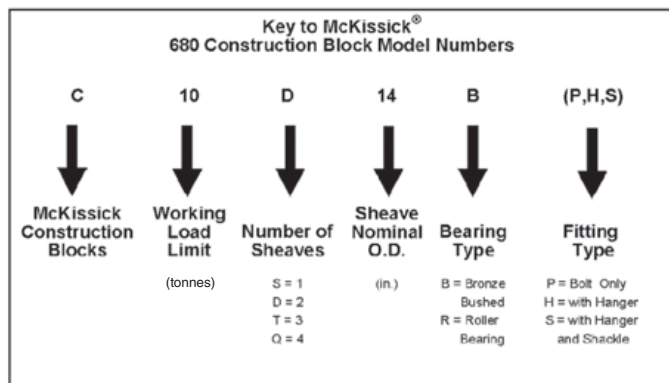 Key to McKissick®
680 Construction Block Model Numbers
C 10 D 14 B (P,H,S)
McKissick
Construction
Blocks
Working
Load
Limit
(tonnes)
Number of
Sheaves
S = 1
D = 2
T = 3
Q = 4
Sheave
Nominal
O.D.
(in.)
Bearing
Type
B = Bronze
Bushed
R = Roller
Bearing
Fitting
Type
P = Bolt Only
H = with Hanger
S = with Hanger
and Shackle